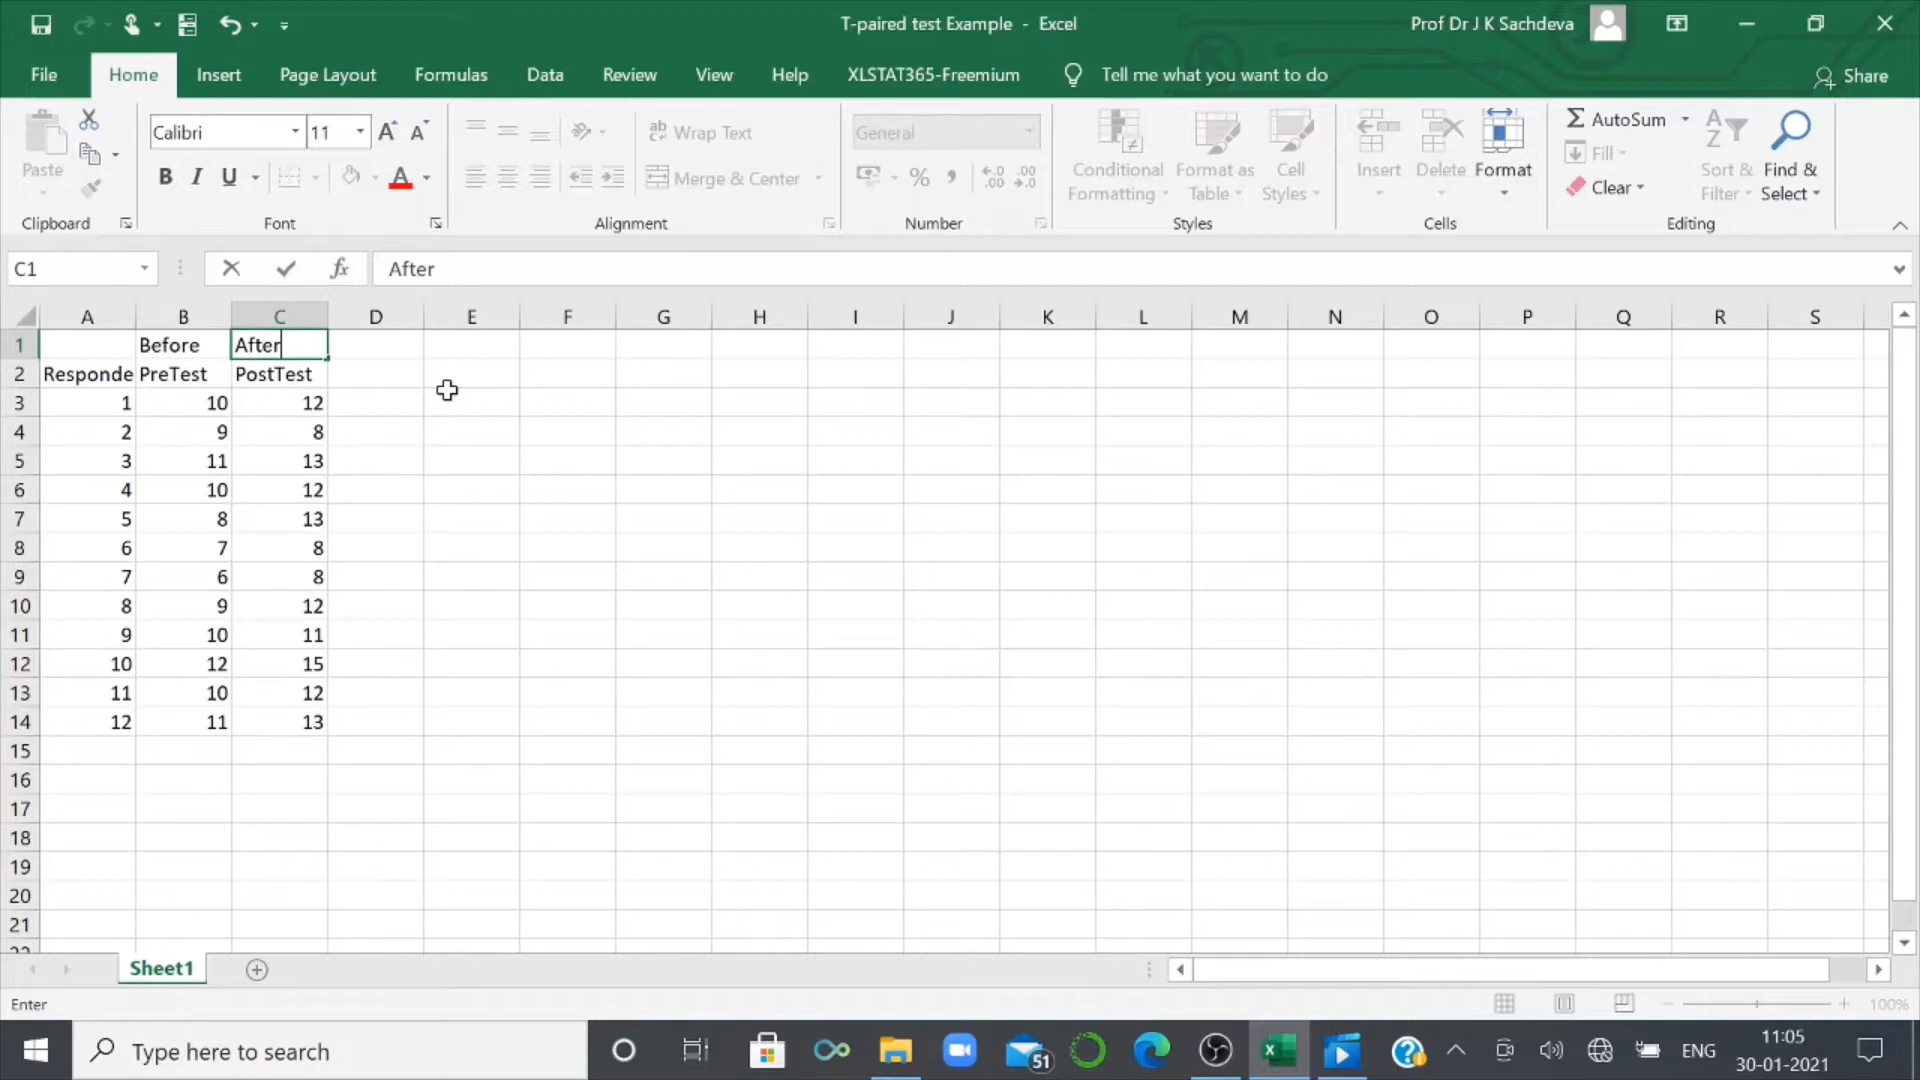 T-paired test Example - Excel
Prof Dr J K Sachdeva
File Home Insert Page Layout Formulas Data Review View Help XLSTAT365-Freemium Tell me what you want to do Share
Paste
Clipboard
Calibri 11
B I U A
Font
ab Wrap Text
Merge & Center
Alignment
General
% ,
Number
Conditional Formatting
Format as Table
Cell Styles
Styles
Insert Delete Format
Cells
AutoSum
Fill
Clear
Sort & Filter
Find & Select
Editing
C1 fx After
A B C D E F G H I J K L M N O P Q R S
1 Before After
2 Responde PreTest PostTest
3 1 10 12
4 2 9 8
5 3 11 13
6 4 10 12
7 5 8 13
8 6 7 8
9 7 6 8
10 8 9 12
11 9 10 11
12 10 12 15
13 11 10 12
14 12 11 13
15
16
17
18
19
20
21
22
Sheet1
Enter
100%
Type here to search
51
ENG
11:05
30-01-2021